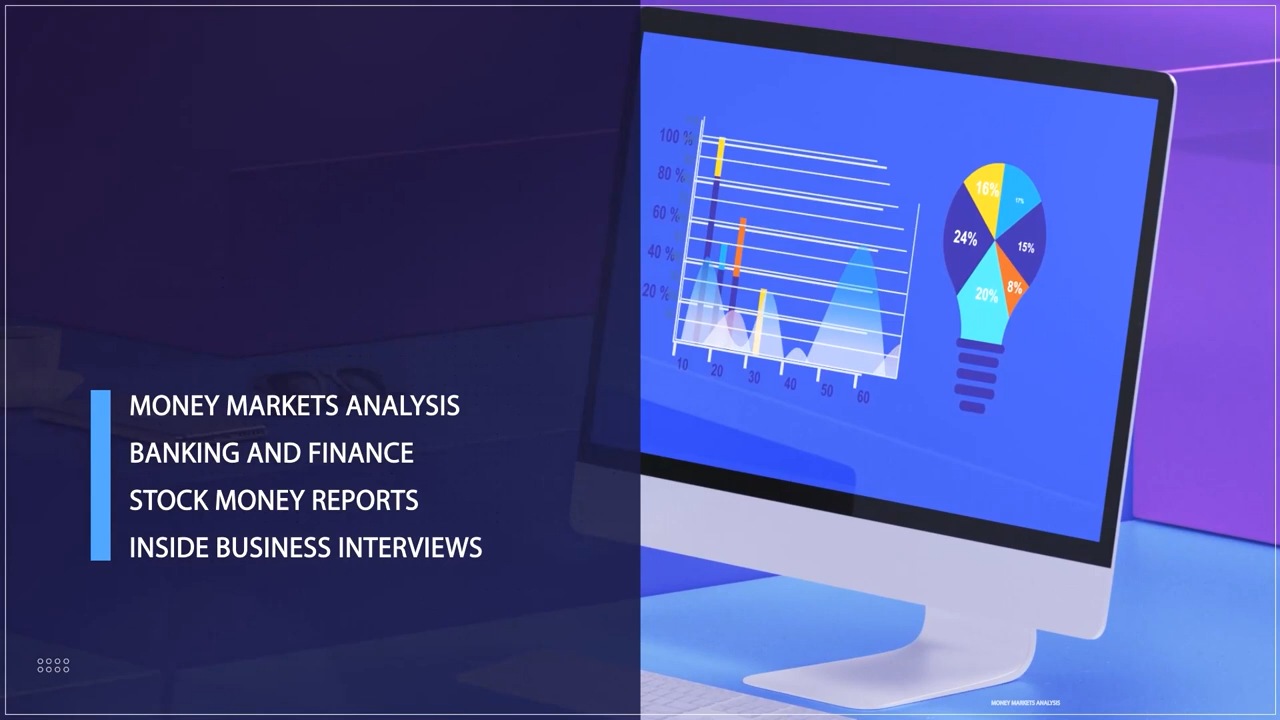 MONEY MARKETS ANALYSIS
BANKING AND FINANCE
STOCK MONEY REPORTS
INSIDE BUSINESS INTERVIEWS
100 %
80 %
60 %
40 %
20 %
10 20 30 40 50 60
16%
17%
24%
15%
20%
8%
MONEY MARKETS ANALYSIS